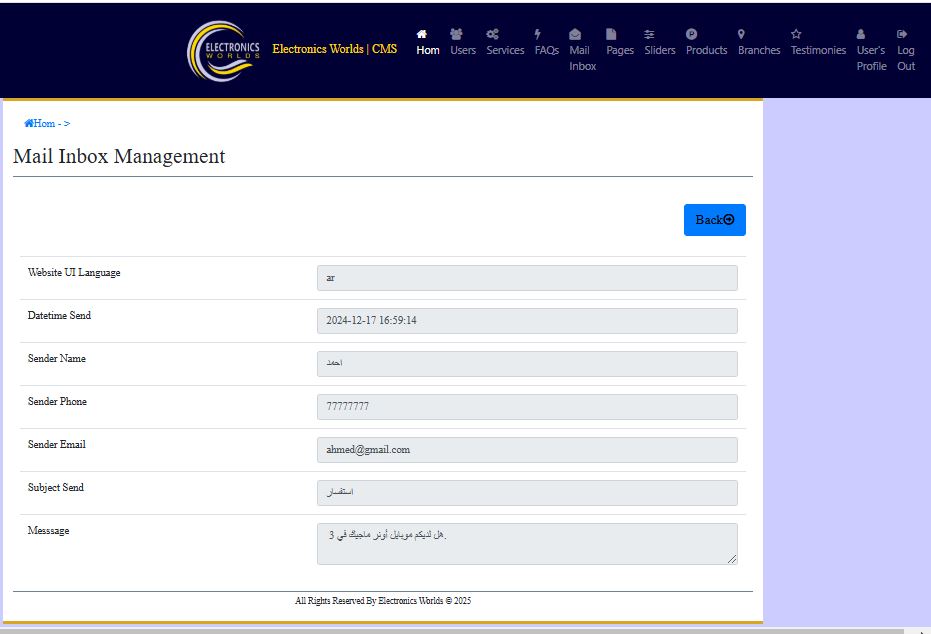 ELECTRONICS
WORLDS
Electronics Worlds | CMS
Hom
Users
Services
FAQs
Mail
Inbox
Pages
Sliders
Products
Branches
Testimonies
User's
Profile
Log
Out
Hom - >
Mail Inbox Management
Back
Website UI Language
ar
Datetime Send
2024-12-17 16:59:14
Sender Name
احمد
Sender Phone
77777777
Sender Email
ahmed@gmail.com
Subject Send
استفسار
Messsage
هل لديكم موبايل أونر ماجيك في 3.
All Rights Reserved By Electronics Worlds © 2025